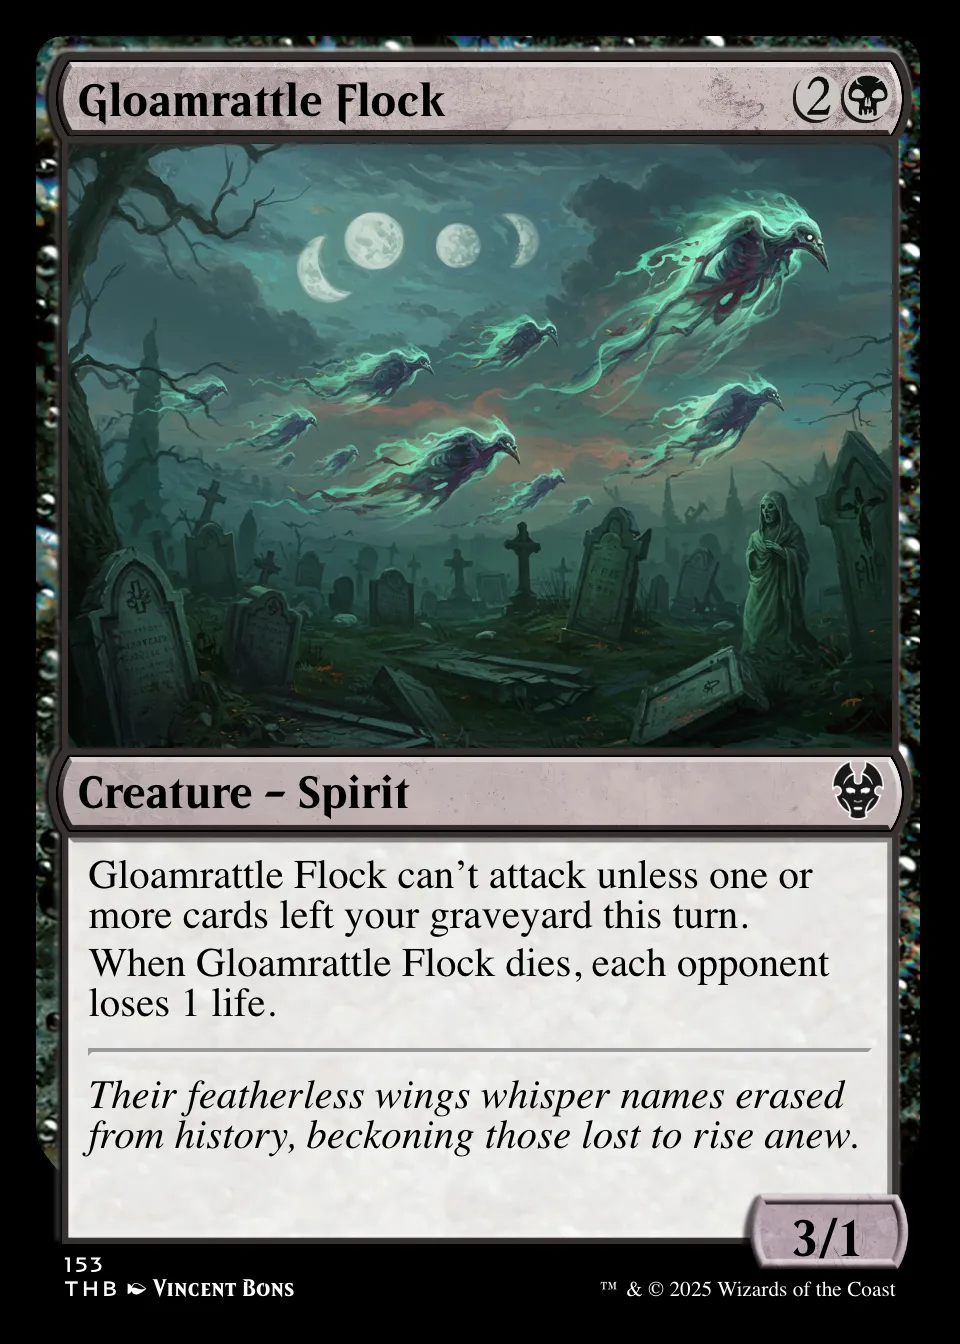 Gloamrattle Flock 2
Creature – Spirit
Gloamrattle Flock can't attack unless one or
more cards left your graveyard this turn.
When Gloamrattle Flock dies, each opponent
loses 1 life.
Their featherless wings whisper names erased
from history, beckoning those lost to rise anew.
3/1
153
THB Vincent Bons
™ & © 2025 Wizards of the Coast